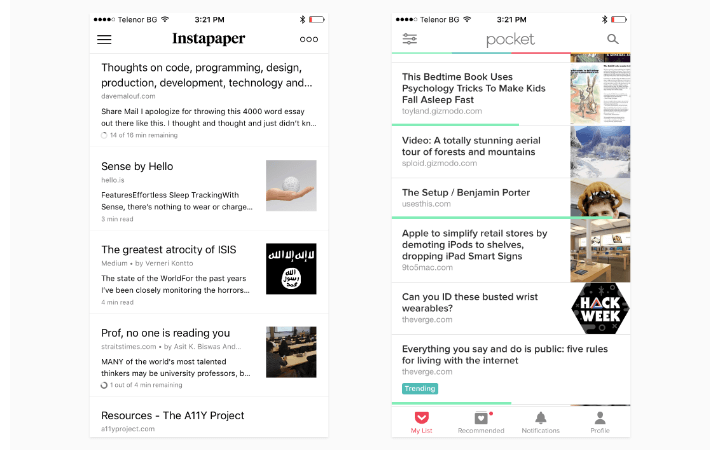 Telenor BG
3:21 PM
Instapaper
Thoughts on code, programming, design,
production, development, technology and...
davemalouf.com
Share Mail I apologize for throwing this 4000 word essay
out there like this. I thought and thought and just didn't kn...
14 of 16 min remaining
Sense by Hello
hello.is
FeaturesEffortless Sleep TrackingWith
Sense, there's nothing to wear or charge...
3 min read
The greatest atrocity of ISIS
Medium • by Verneri Kontto
The state of the WorldFor the past years
I've been closely monitoring the horrors...
4 min read
لا إله إلا الله
الله
رسول
محمد
Prof, no one is reading you
straitstimes.com • by Asit K. Biswas And...
MANY of the world's most talented
thinkers may be university professors, b...
1 out of 4 min remaining
Resources - The A11Y Project
a11yproject.com
Telenor BG
3:21 PM
pocket
This Bedtime Book Uses
Psychology Tricks To Make Kids
Fall Asleep Fast
toyland.gizmodo.com
Video: A totally stunning aerial
tour of forests and mountains
sploid.gizmodo.com
The Setup / Benjamin Porter
usesthis.com
Apple to simplify retail stores by
demoting iPods to shelves,
dropping iPad Smart Signs
9to5mac.com
Can you ID these busted wrist
wearables?
theverge.com
HACK
WEEK
Everything you say and do is public: five rules
for living with the internet
theverge.com
Trending
My List
Recommended
Notifications
Profile